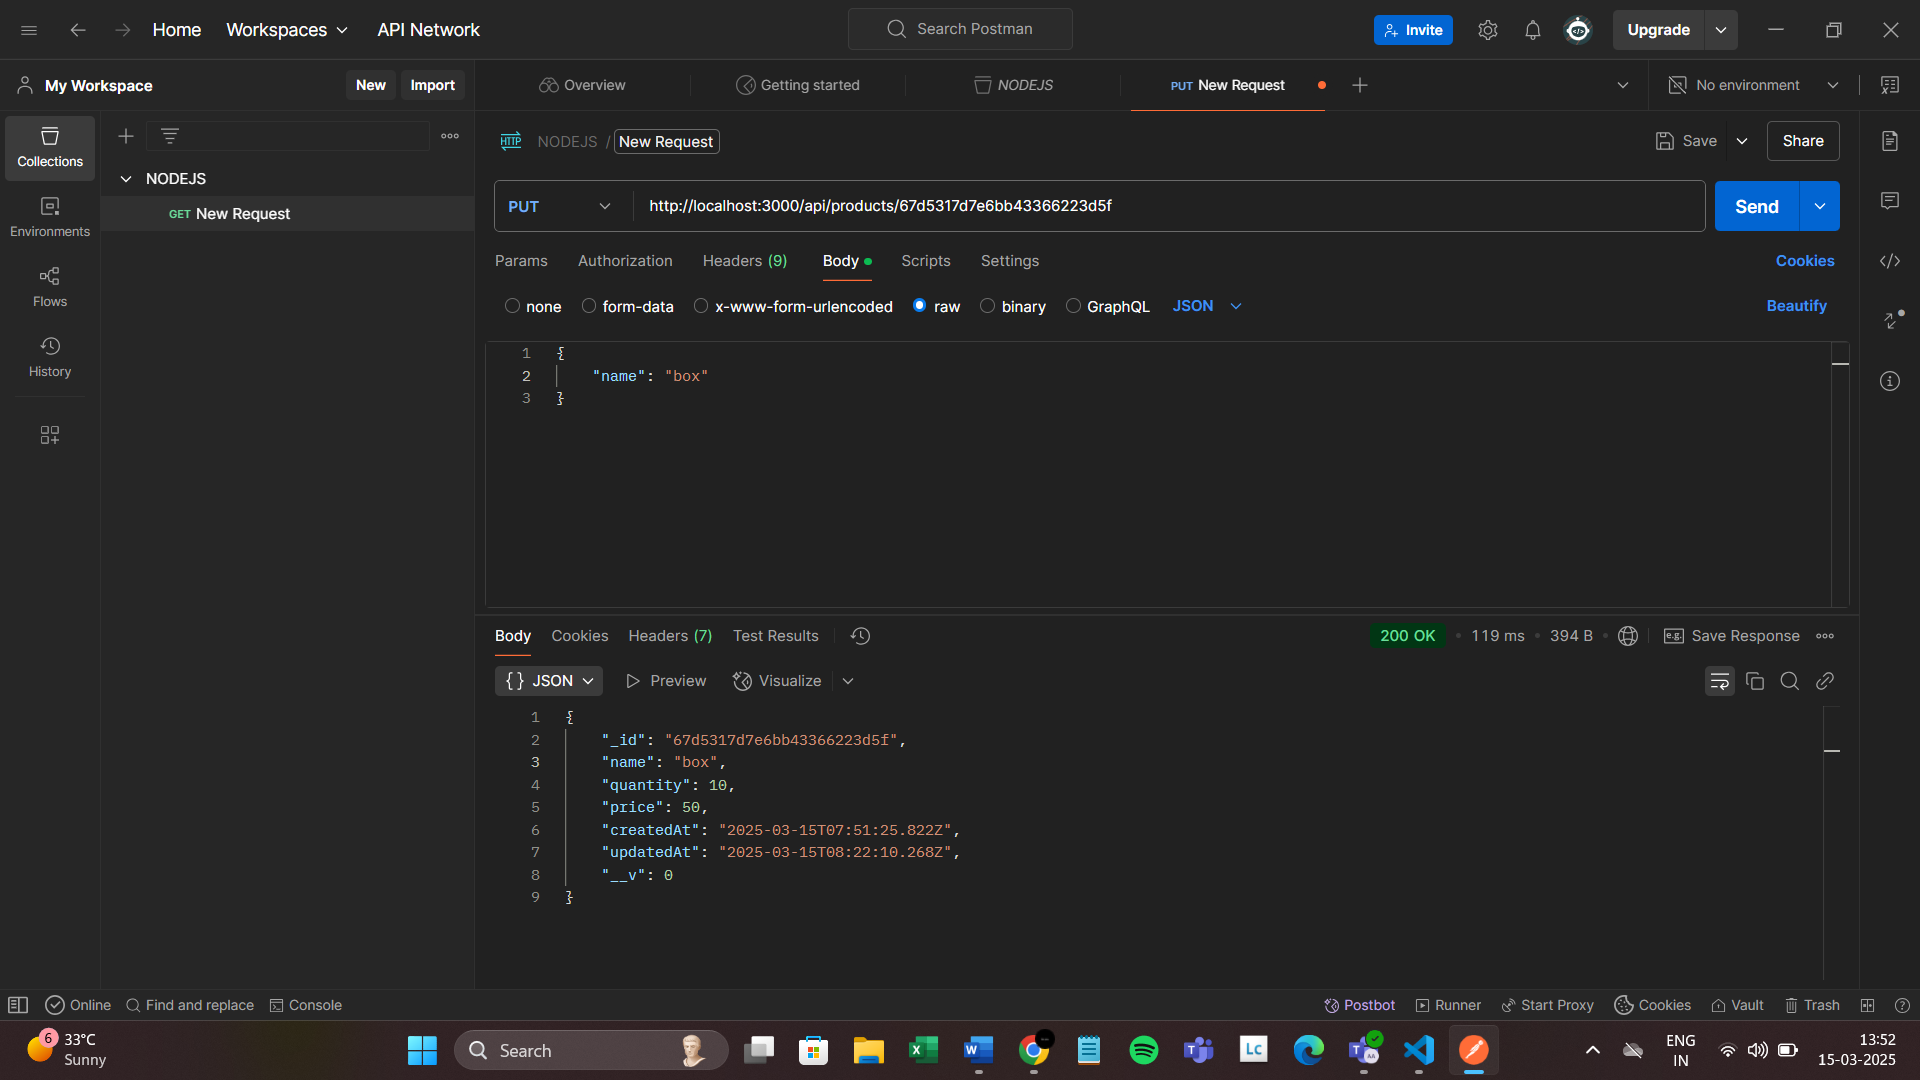 Home Workspaces API Network Search Postman Invite Upgrade
My Workspace New Import Overview Getting started NODEJS PUT New Request No environment
Collections
Environments
Flows
History
NODEJS
GET New Request
HTTP NODEJS / New Request Save Share
PUT http://localhost:3000/api/products/67d5317d7e6bb43366223d5f Send
Params Authorization Headers (9) Body Scripts Settings Cookies
none form-data x-www-form-urlencoded raw binary GraphQL JSON Beautify
1 {
2 "name": "box"
3 }
Body Cookies Headers (7) Test Results 200 OK 119 ms 394 B e.g. Save Response
{} JSON Preview Visualize
1 {
2 "_id": "67d5317d7e6bb43366223d5f",
3 "name": "box",
4 "quantity": 10,
5 "price": 50,
6 "createdAt": "2025-03-15T07:51:25.822Z",
7 "updatedAt": "2025-03-15T08:22:10.268Z",
8 "__v": 0
9 }
Online Find and replace Console Postbot Runner Start Proxy Cookies Vault Trash
6 33°C
Sunny
Search
LC
ENG
IN
13:52
15-03-2025